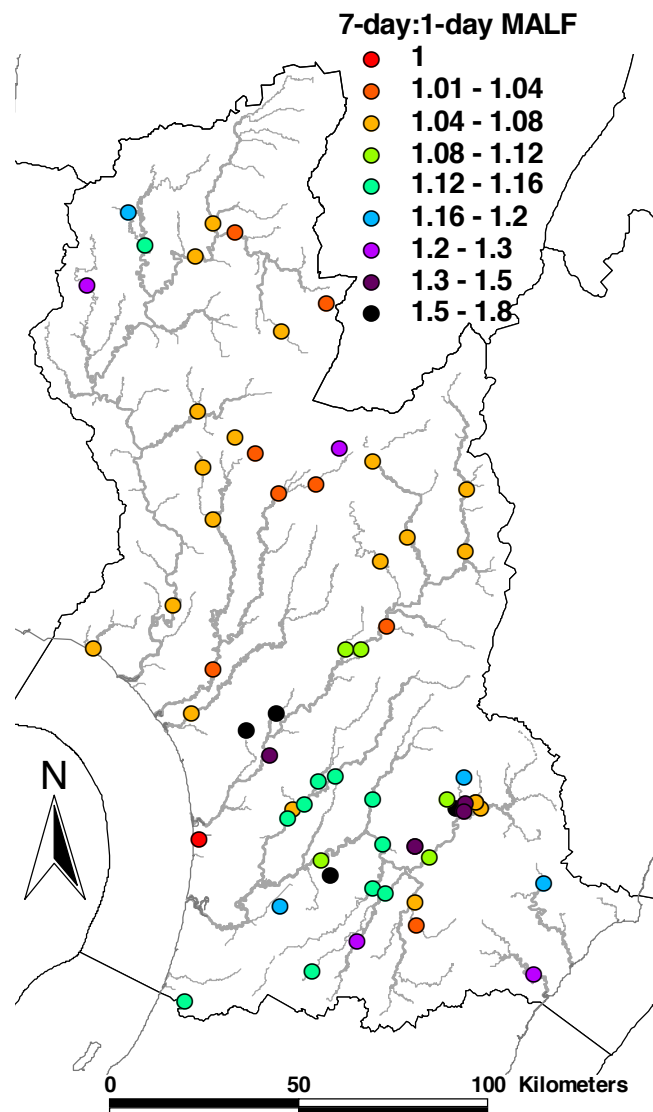 7-day:1-day MALF
1
1.01 - 1.04
1.04 - 1.08
1.08 - 1.12
1.12 - 1.16
1.16 - 1.2
1.2 - 1.3
1.3 - 1.5
1.5 - 1.8
N
0 50 100 Kilometers